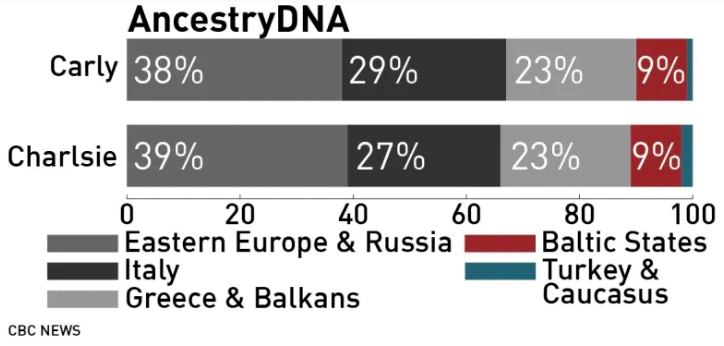 AncestryDNA
Carly 38% 29% 23% 9%
Charlsie 39% 27% 23% 9%
0 20 40 60 80 100
Eastern Europe & Russia
Italy
Greece & Balkans
Baltic States
Turkey &
Caucasus
CBC NEWS